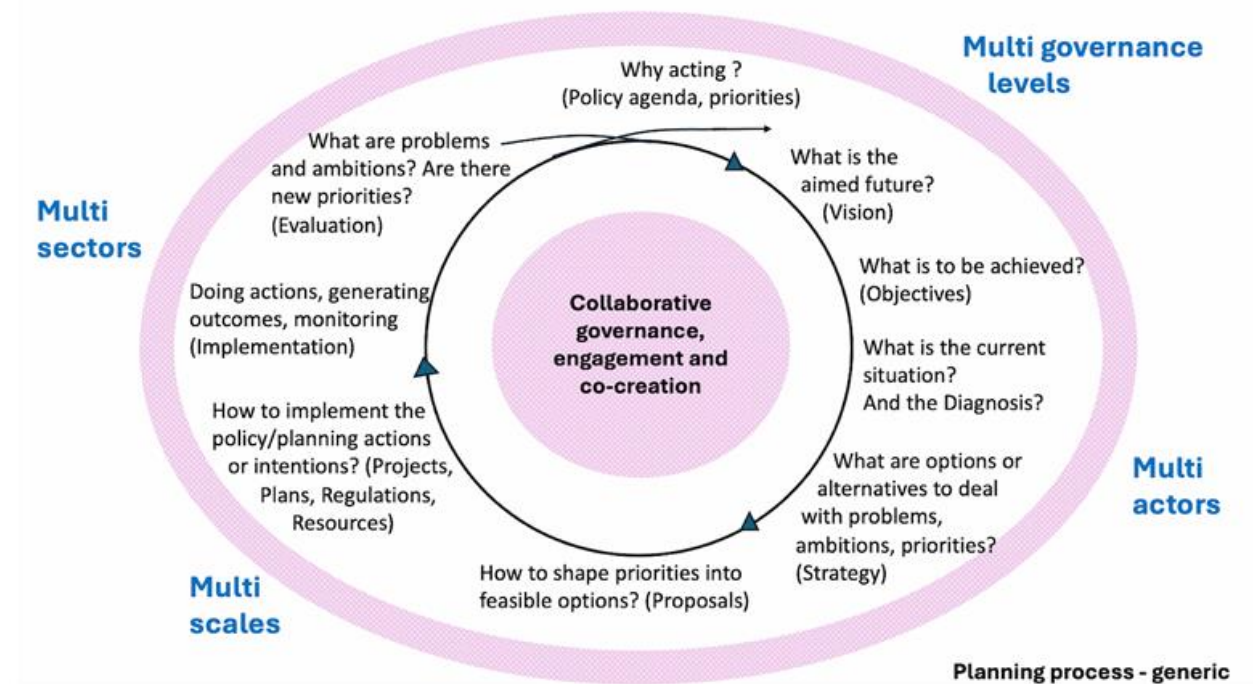 Multi governance
levels
Why acting ?
(Policy agenda, priorities)
What is the
aimed future?
(Vision)
What is to be achieved?
(Objectives)
What is the current
situation?
And the Diagnosis?
What are options or
alternatives to deal
with problems,
ambitions, priorities?
(Strategy)
Multi
actors
How to shape priorities into
feasible options? (Proposals)
Multi
scales
How to implement the
policy/planning actions
or intentions? (Projects,
Plans, Regulations,
Resources)
Doing actions, generating
outcomes, monitoring
(Implementation)
Multi
sectors
What are problems
and ambitions? Are there
new priorities?
(Evaluation)
Collaborative
governance,
engagement and
co-creation
Planning process - generic